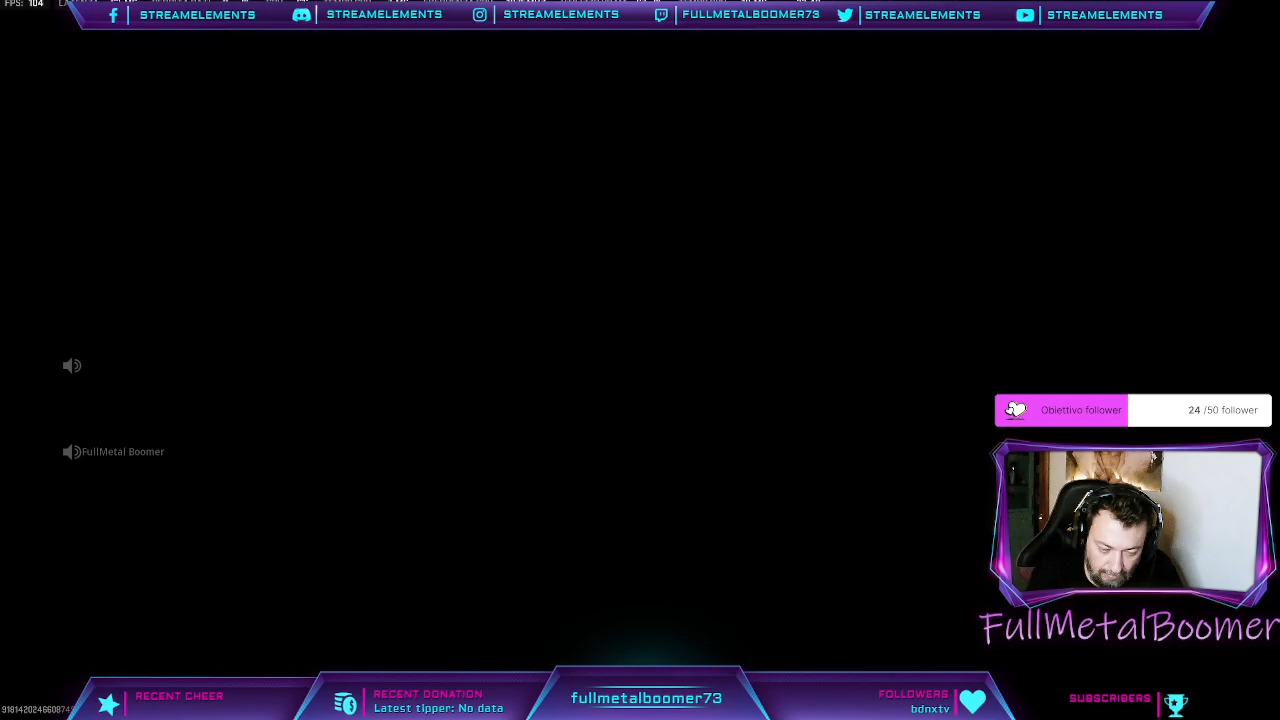 FPS: 104
STREAMELEMENTS STREAMELEMENTS STREAMELEMENTS FULLMETALBOOMER73 STREAMELEMENTS STREAMELEMENTS
Obiettivo follower 24 /50 follower
FullMetal Boomer
FullMetalBoomer
RECENT CHEER
RECENT DONATION
Latest tipper: No data
fullmetalboomer73
FOLLOWERS
bdnxtv
SUBSCRIBERS